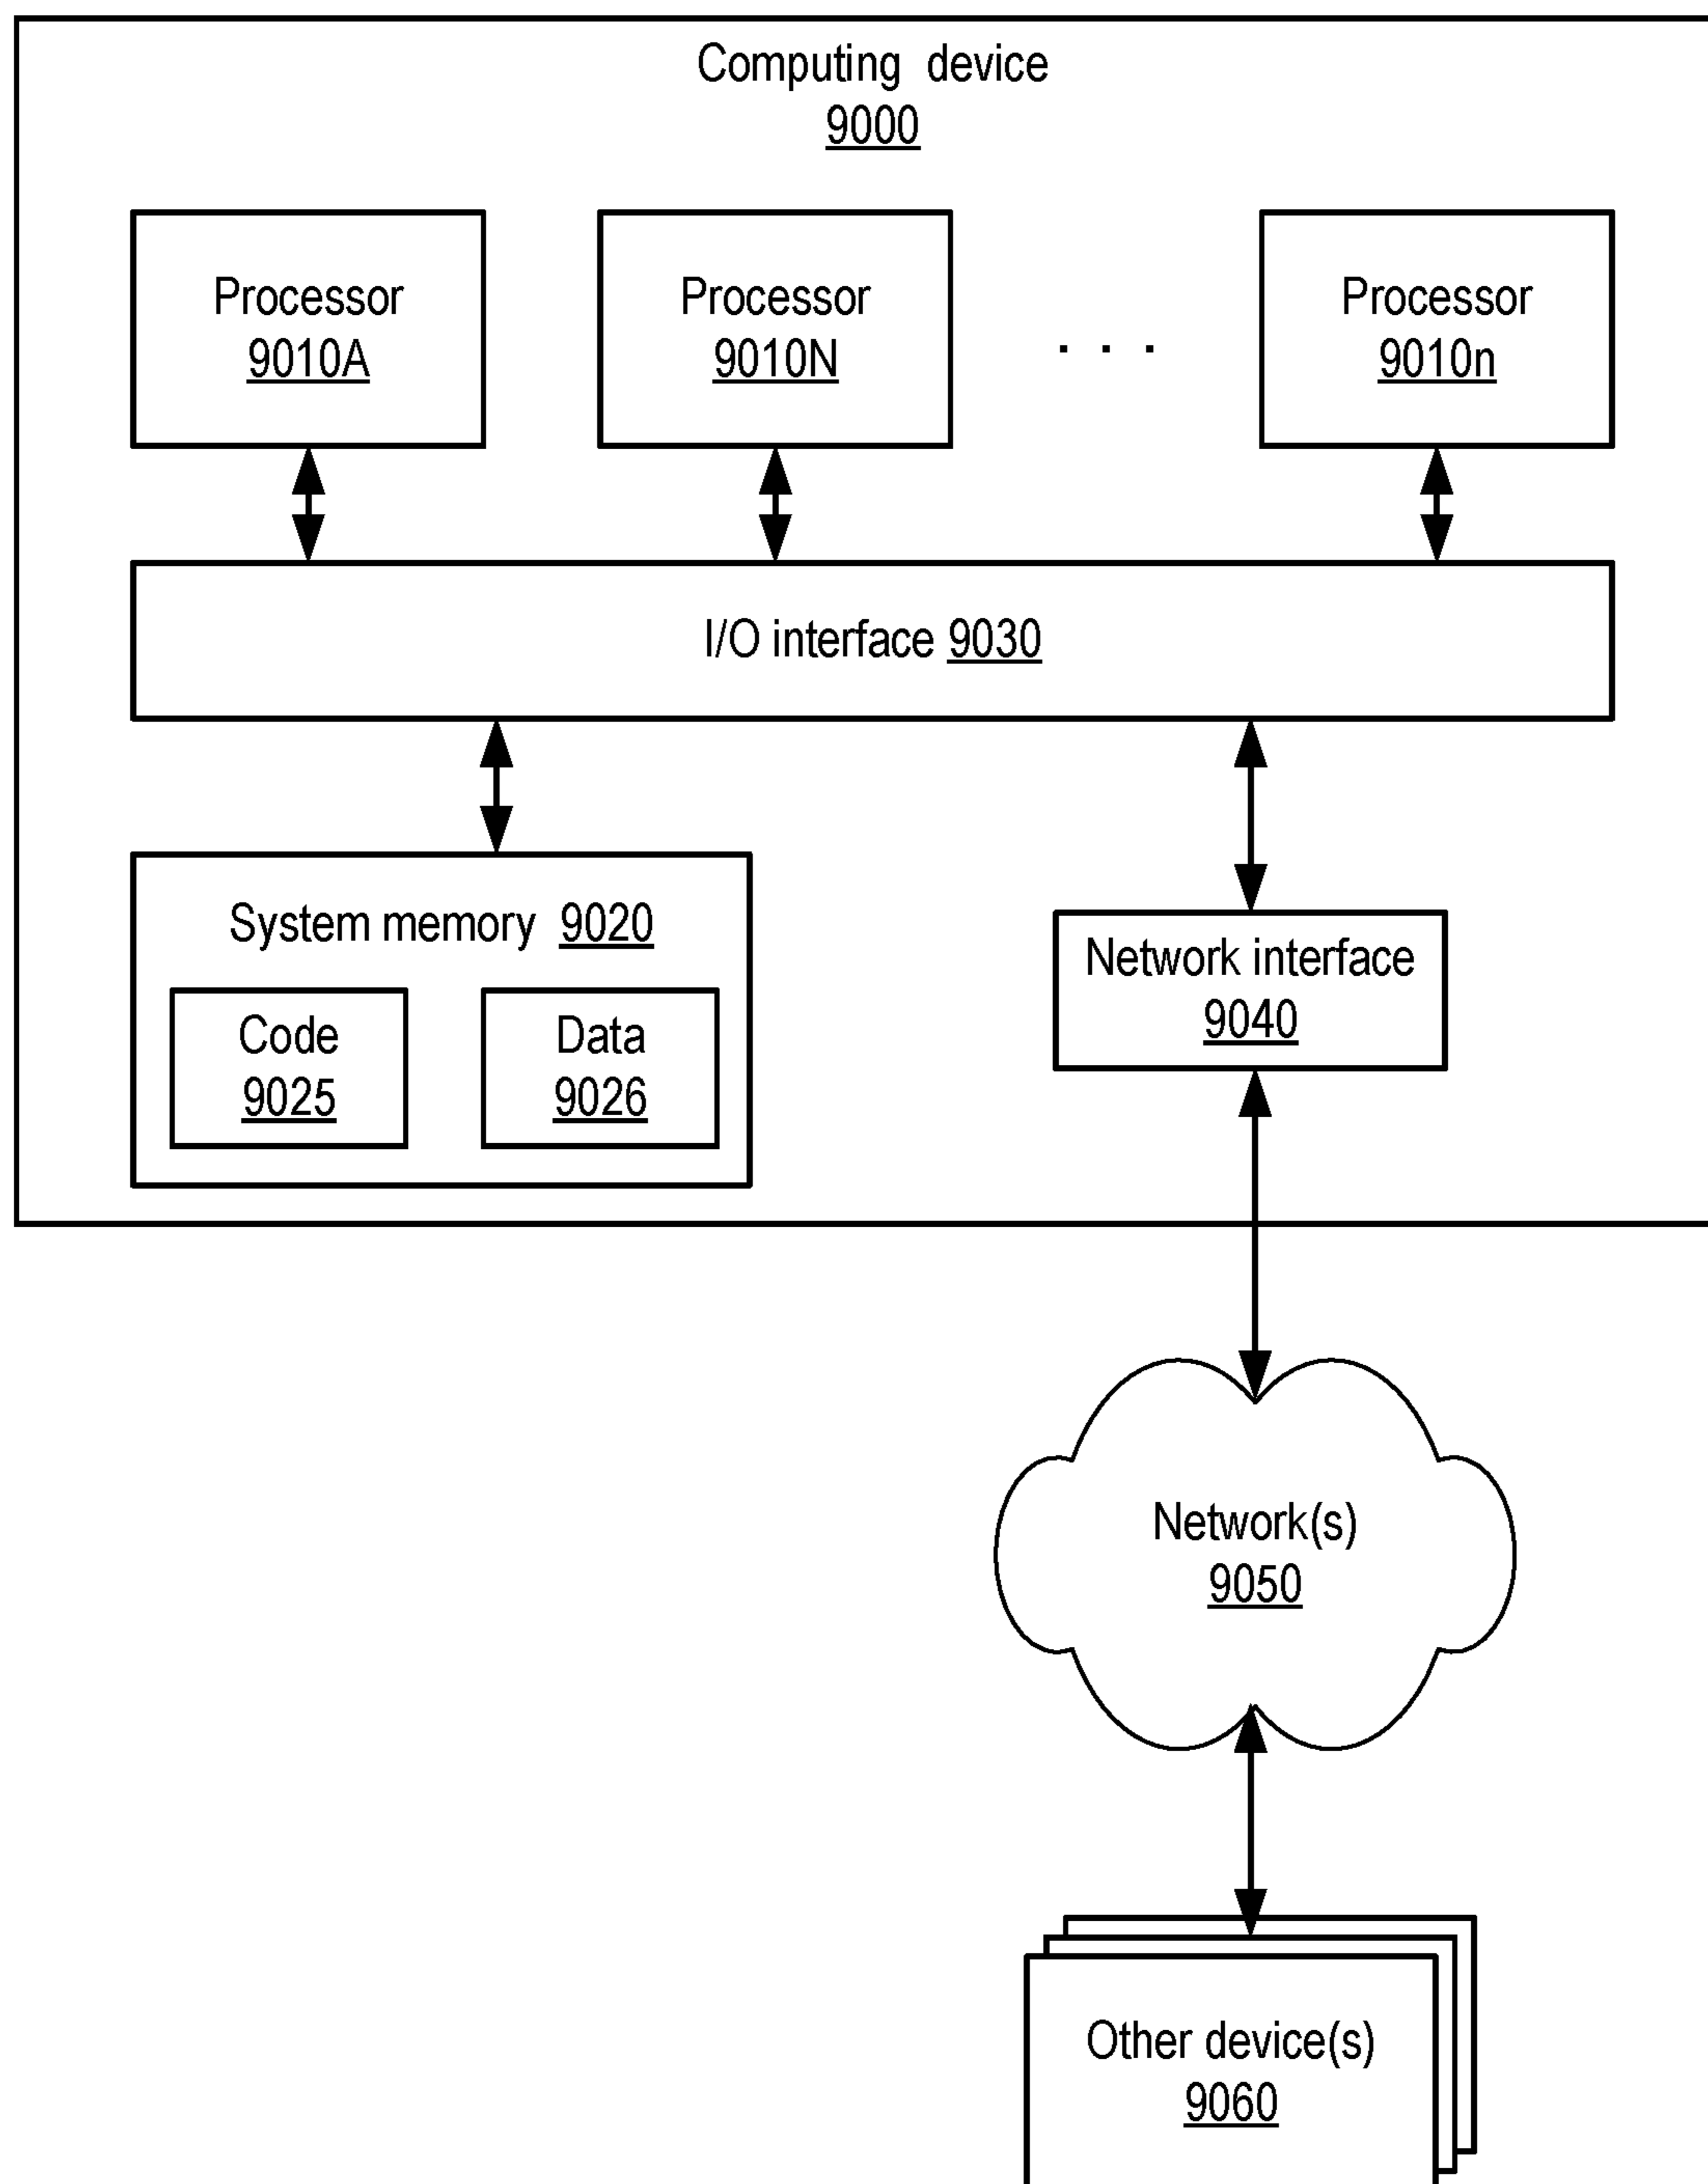 Computing device
9000
Processor
9010A
Processor
9010N
. . .
Processor
9010n
I/O interface 9030
System memory 9020
Code
9025
Data
9026
Network interface
9040
Network(s)
9050
Other device(s)
9060